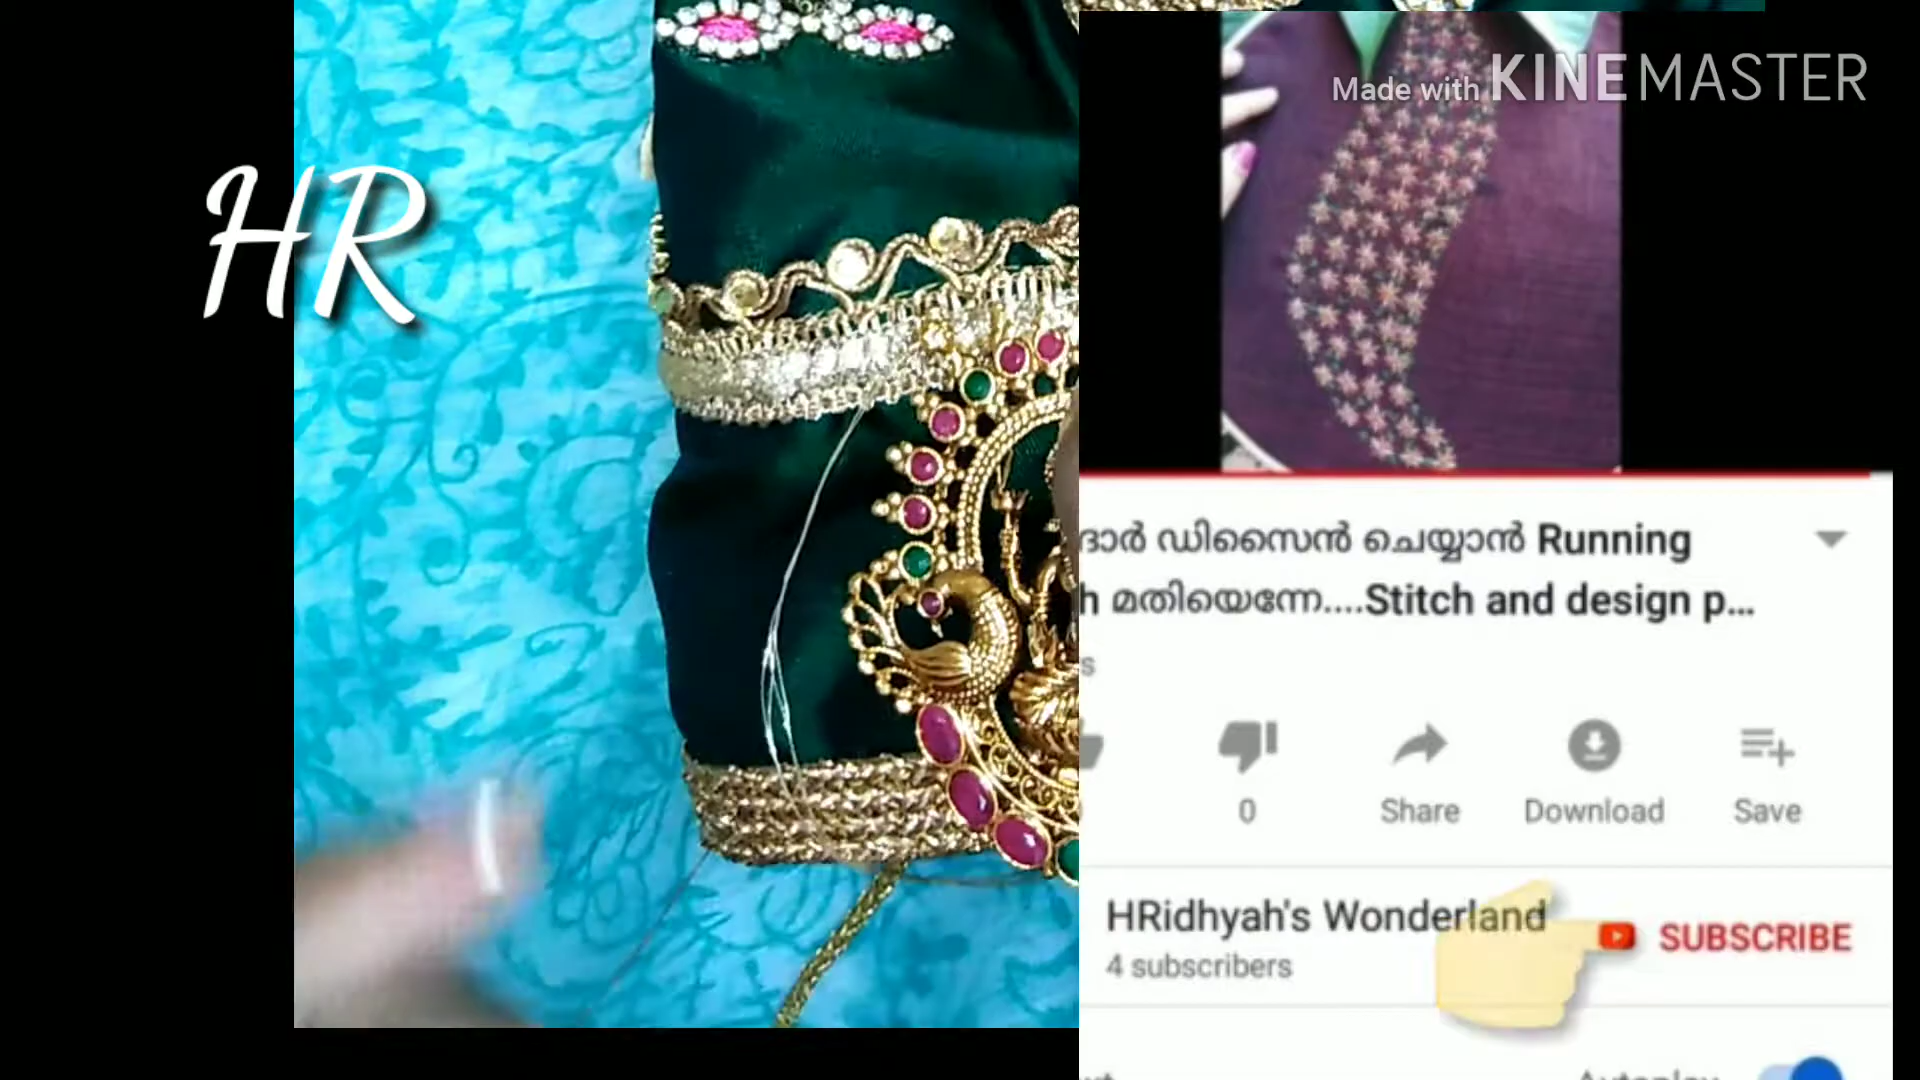 Made with KINEMASTER
HR
ഡിസൈൻ ചെയ്യാൻ Running
മതിയെന്നേ....Stitch and design p...
0
Share
Download
Save
HRidhyah's Wonderland
SUBSCRIBE
4 subscribers